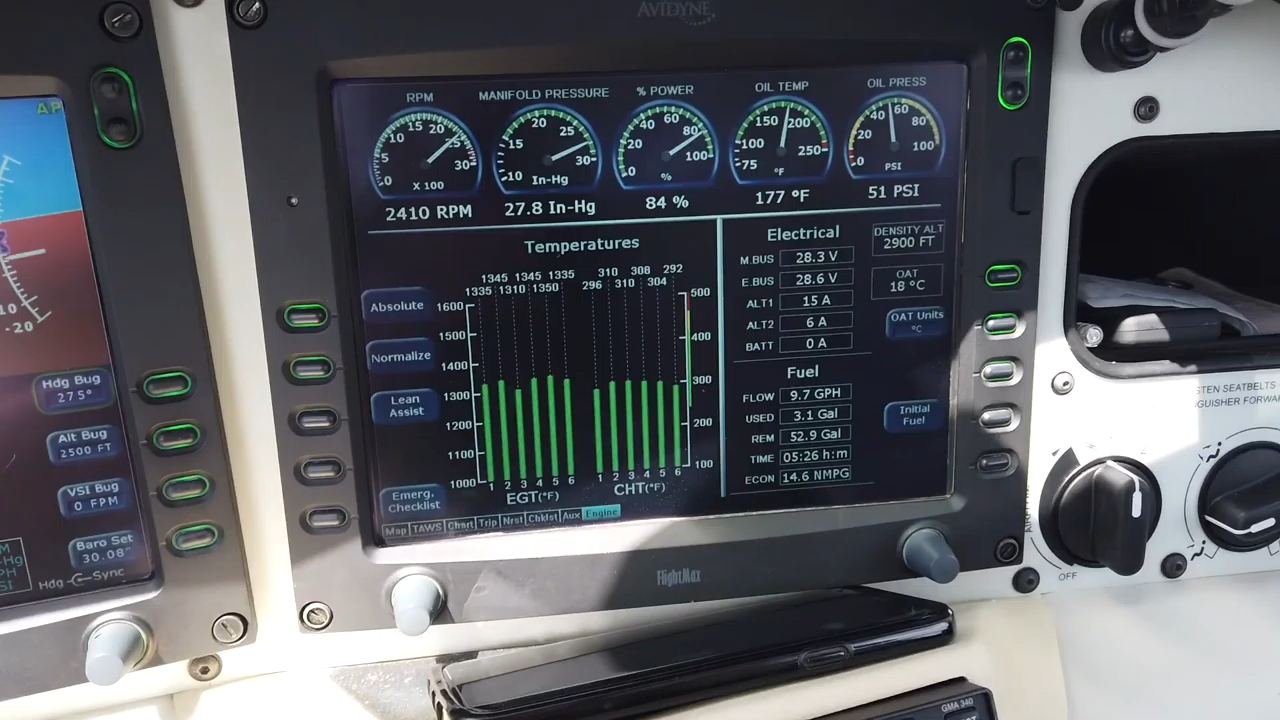 AVIDYNE
AP
RPM
MANIFOLD PRESSURE
% POWER
OIL TEMP
OIL PRESS
0 5 10 15 20 25 30
X 100
10 15 20 25 30
In-Hg
0 20 40 60 80 100
%
75 100 150 200 250
°F
0 20 40 60 80 100
PSI
2410 RPM
27.8 In-Hg
84 %
177 °F
51 PSI
Temperatures
1345 1345 1335
1335 1310 1350
310 308 292
296 310 304
1600
1500
1400
1300
1200
1100
1000
500
400
300
200
100
1 2 3 4 5 6
1 2 3 4 5 6
EGT(°F)
CHT(°F)
Absolute
Normalize
Lean
Assist
Emerg.
Checklist
Map TAWS Chart Trip Nrst Chklst Aux Engine
Electrical
M.BUS 28.3 V
E.BUS 28.6 V
ALT1 15 A
ALT2 6 A
BATT 0 A
Fuel
FLOW 9.7 GPH
USED 3.1 Gal
REM 52.9 Gal
TIME 05:26 h:m
ECON 14.6 NMPG
DENSITY ALT
2900 FT
OAT
18 °C
OAT Units
°C
Initial
Fuel
FlightMax
10
-20
Hdg Bug
275°
Alt Bug
2500 FT
VSI Bug
0 FPM
Baro Set
30.08"
Hdg Sync
OFF
GMA 340